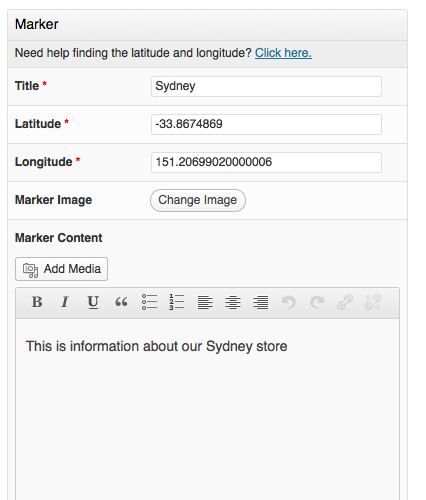 Marker
Need help finding the latitude and longitude? Click here.
Title * Sydney
Latitude * -33.8674869
Longitude * 151.20699020000006
Marker Image Change Image
Marker Content
Add Media
B I U
This is information about our Sydney store